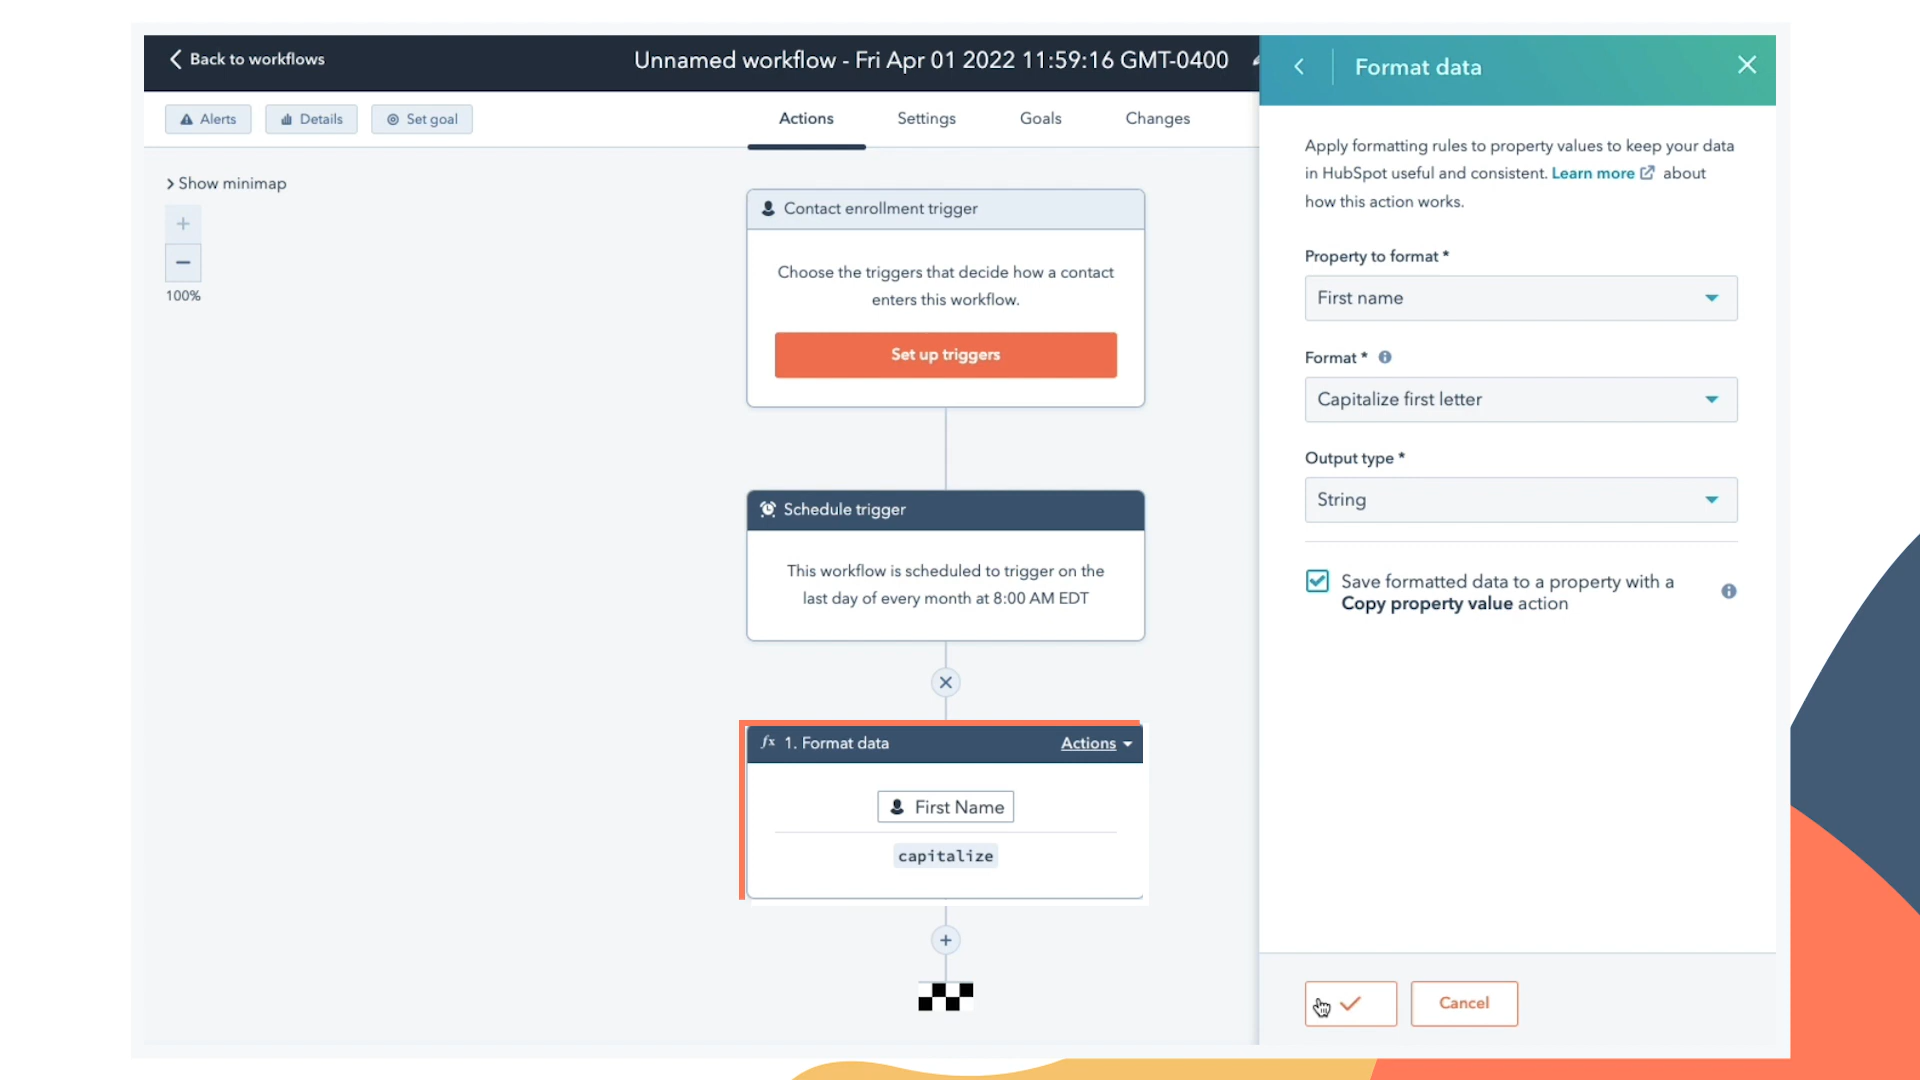 Back to workflows
Unnamed workflow - Fri Apr 01 2022 11:59:16 GMT-0400
Alerts
Details
Set goal
Actions
Settings
Goals
Changes
Show minimap
+
−
100%
Contact enrollment trigger
Choose the triggers that decide how a contact
enters this workflow.
Set up triggers
Schedule trigger
This workflow is scheduled to trigger on the
last day of every month at 8:00 AM EDT
fx 1. Format data
Actions
First Name
capitalize
+
Format data
Apply formatting rules to property values to keep your data
in HubSpot useful and consistent. Learn more about
how this action works.
Property to format *
First name
Format *
Capitalize first letter
Output type *
String
Save formatted data to a property with a
Copy property value action
Cancel